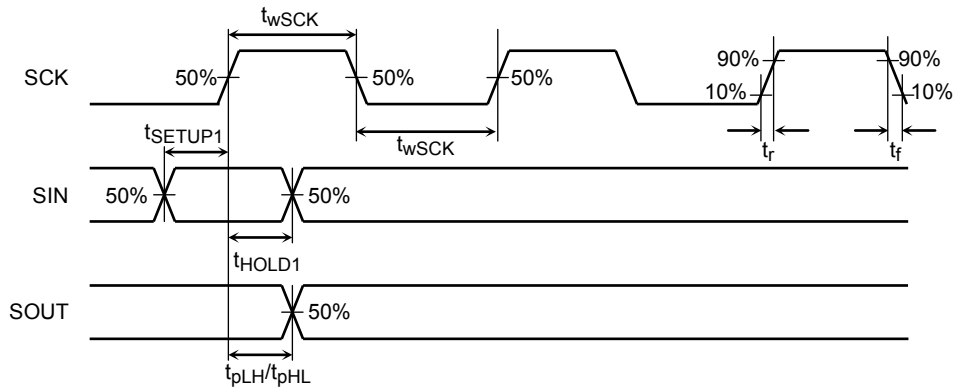 t_wSCK
SCK 50% 50% 50% 90% 90%
10% 10%
t_SETUP1 t_wSCK t_r t_f
SIN 50% 50%
t_HOLD1
SOUT 50%
t_pLH/t_pHL